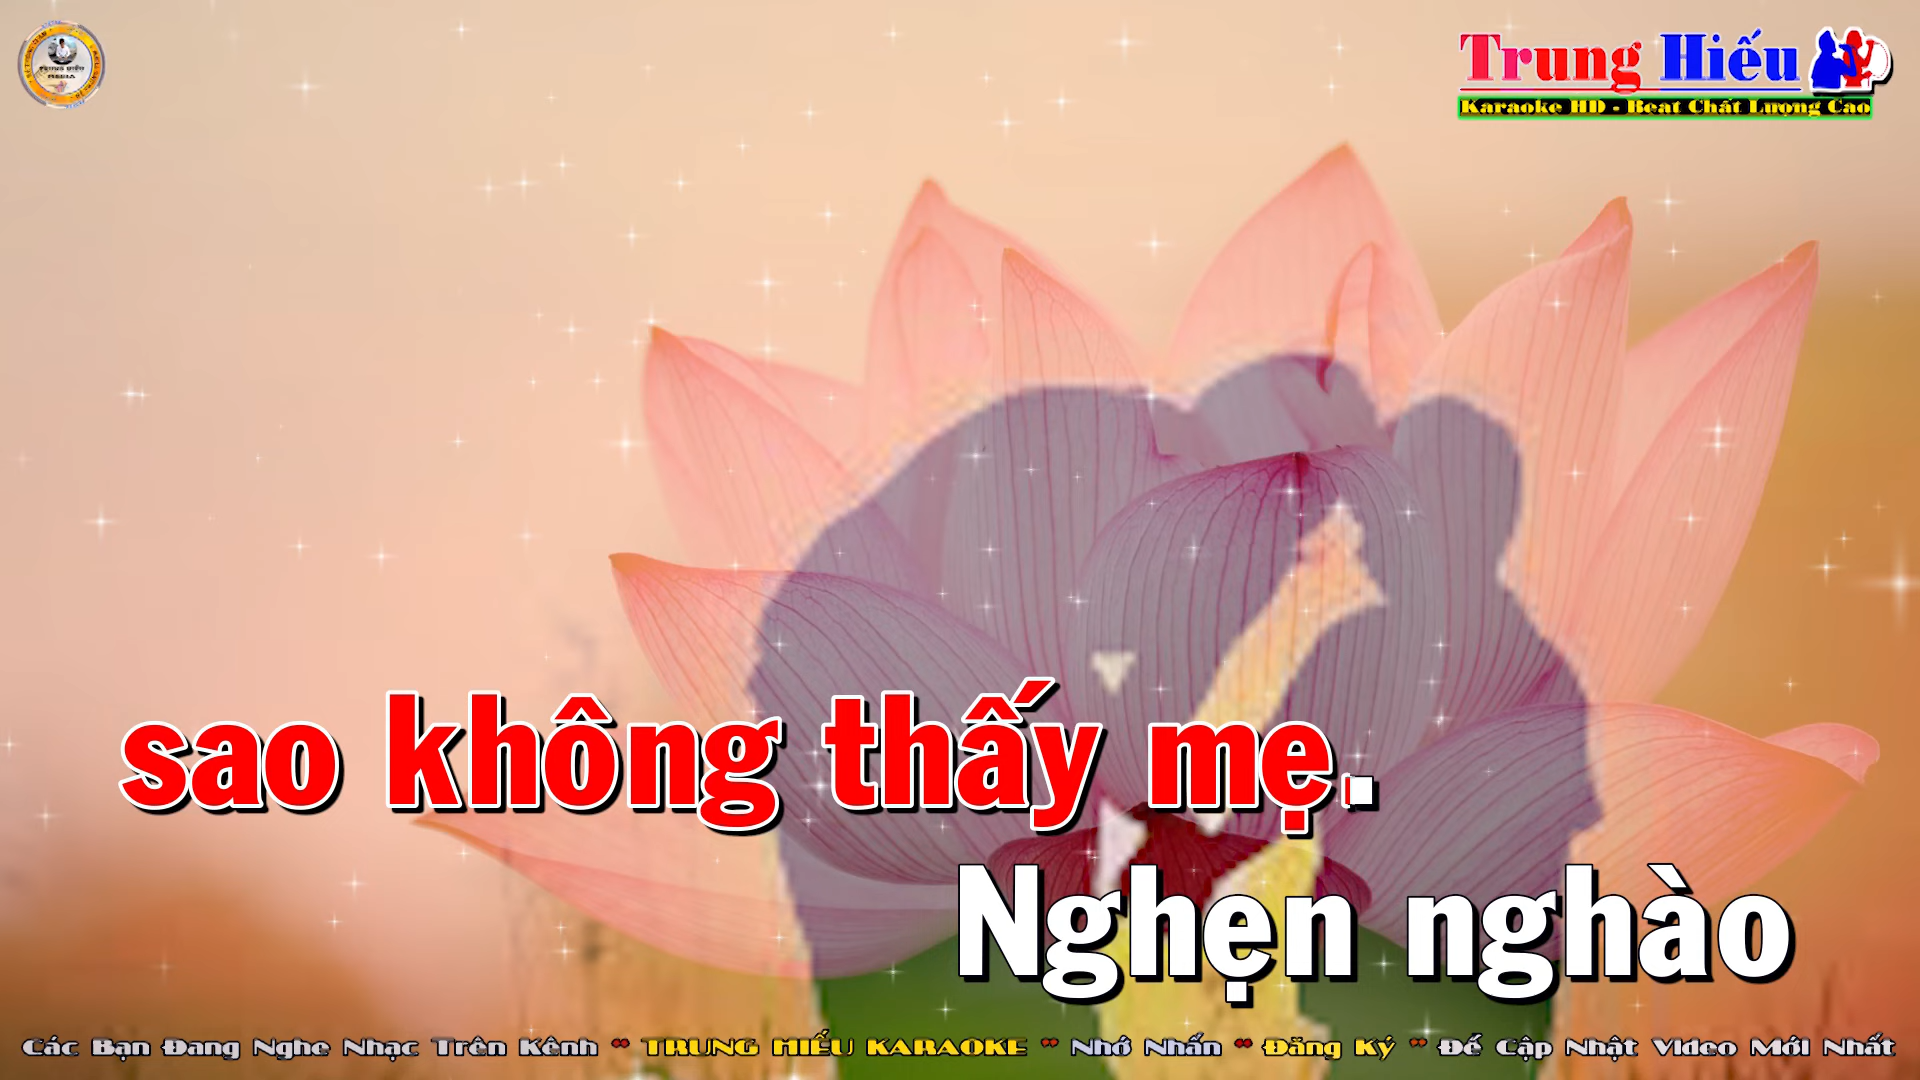 Trung Hiếu
Karaoke HD - Beat Chất Lượng Cao
sao không thấy mẹ.
Nghẹn nghào
Các Bạn Đang Nghe Nhạc Trên Kênh " TRUNG HIẾU KARAOKE " Nhớ Nhấn " Đăng Ký " Để Cập Nhật Video Mới Nhất